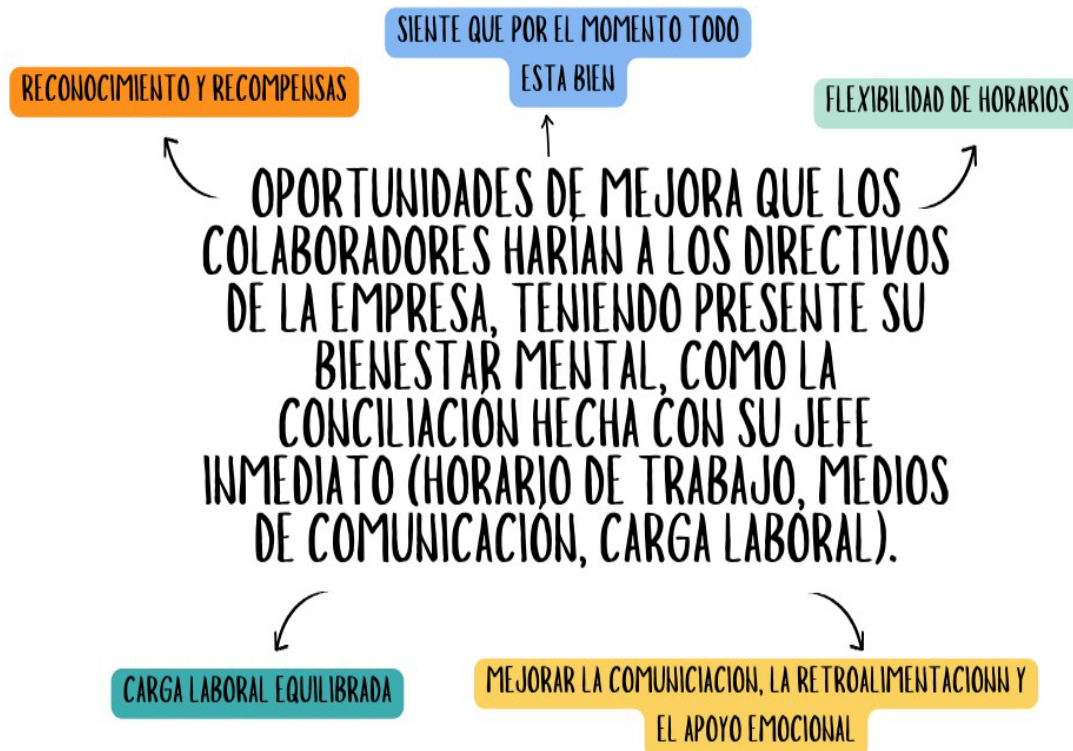 SIENTE QUE POR EL MOMENTO TODO
ESTA BIEN
RECONOCIMIENTO Y RECOMPENSAS
FLEXIBILIDAD DE HORARIOS
OPORTUNIDADES DE MEJORA QUE LOS
COLABORADORES HARÍAN A LOS DIRECTIVOS
DE LA EMPRESA, TENIENDO PRESENTE SU
BIENESTAR MENTAL, COMO LA
CONCILIACIÓN HECHA CON SU JEFE
INMEDIATO (HORARIO DE TRABAJO, MEDIOS
DE COMUNICACIÓN, CARGA LABORAL).
CARGA LABORAL EQUILIBRADA
MEJORAR LA COMUNICIACION, LA RETROALIMENTACIONN Y
EL APOYO EMOCIONAL